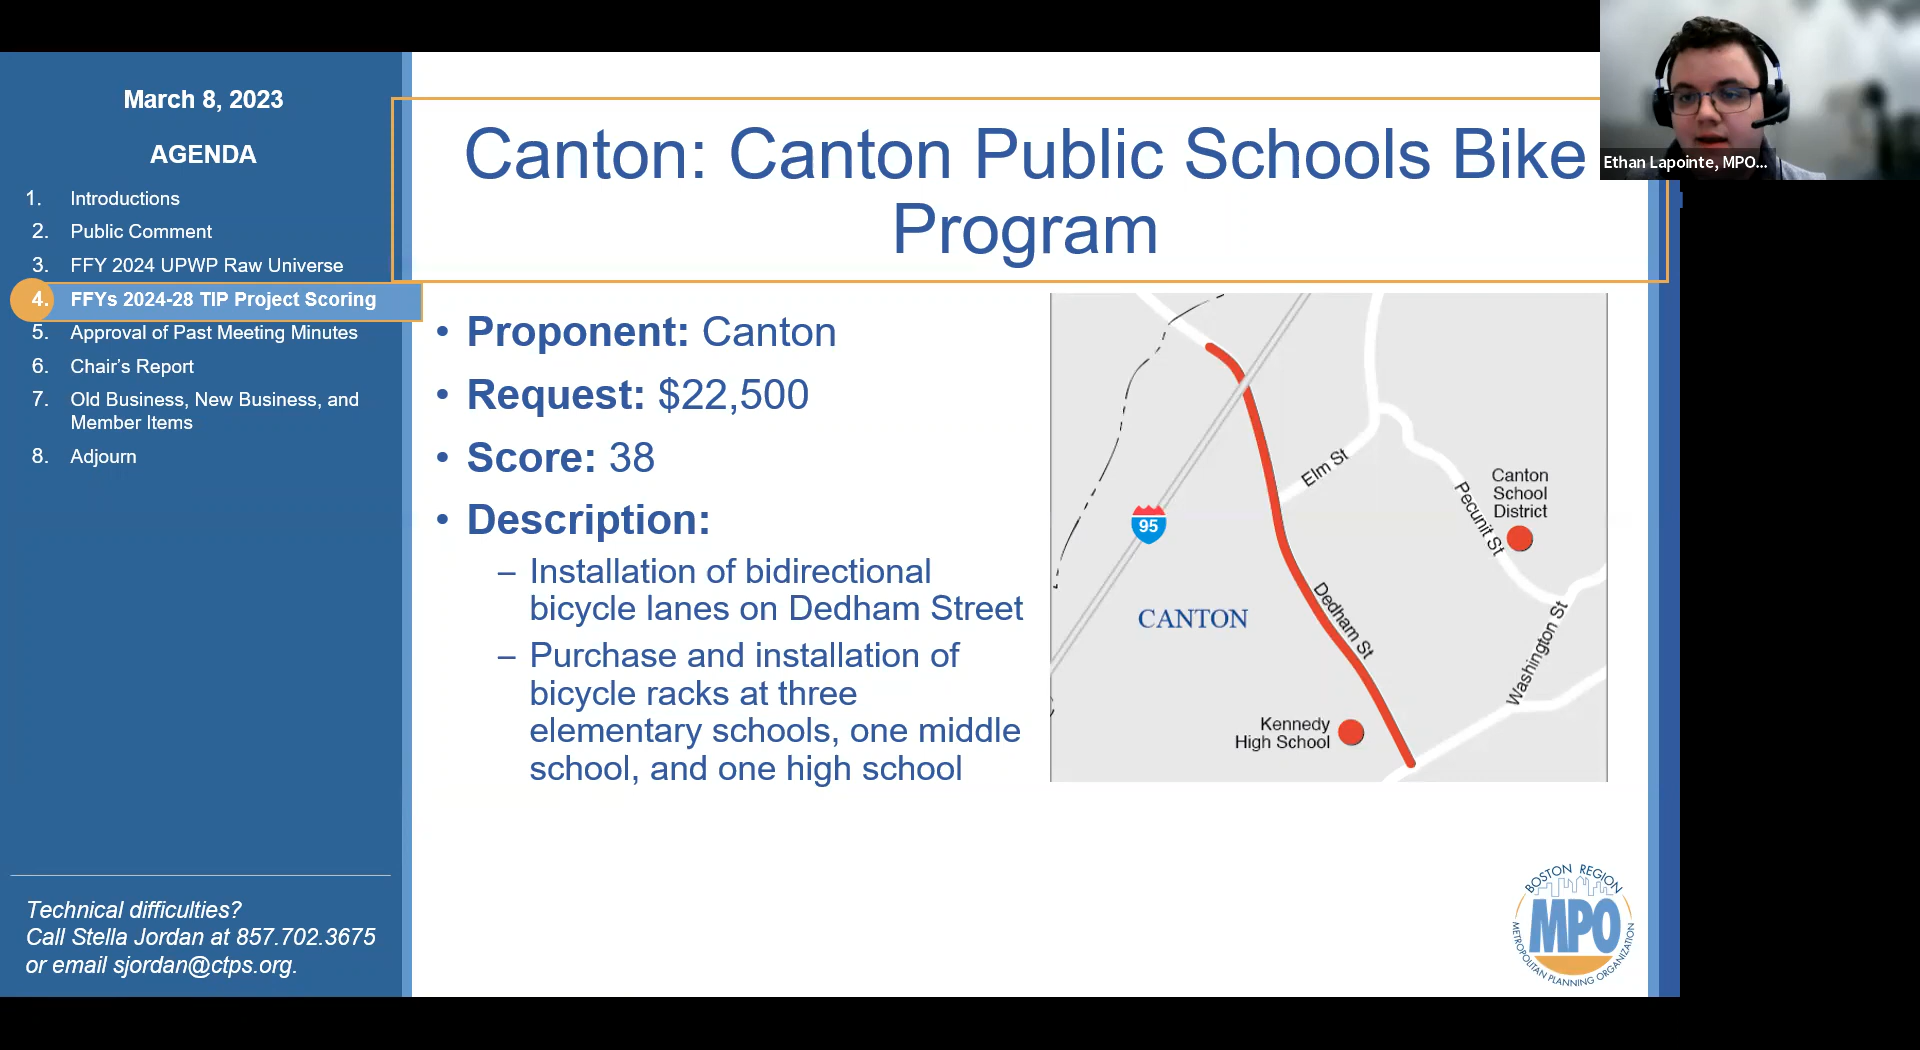 March 8, 2023
AGENDA
1. Introductions
2. Public Comment
3. FFY 2024 UPWP Raw Universe
4. FFYs 2024-28 TIP Project Scoring
5. Approval of Past Meeting Minutes
6. Chair's Report
7. Old Business, New Business, and
Member Items
8. Adjourn
Technical difficulties?
Call Stella Jordan at 857.702.3675
or email sjordan@ctps.org.
Canton: Canton Public Schools Bike
Program
• Proponent: Canton
• Request: $22,500
• Score: 38
• Description:
– Installation of bidirectional
bicycle lanes on Dedham Street
– Purchase and installation of
bicycle racks at three
elementary schools, one middle
school, and one high school
Elm St
Canton
School
District
Pecunit St
95
CANTON
Dedham St
Washington St
Kennedy
High School
BOSTON REGION
MPO
METROPOLITAN PLANNING ORGANIZATION
Ethan Lapointe, MPO...